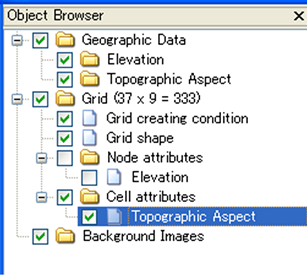 Object Browser
Geographic Data
Elevation
Topographic Aspect
Grid (37 x 9 = 333)
Grid creating condition
Grid shape
Node attributes
Elevation
Cell attributes
Topographic Aspect
Background Images